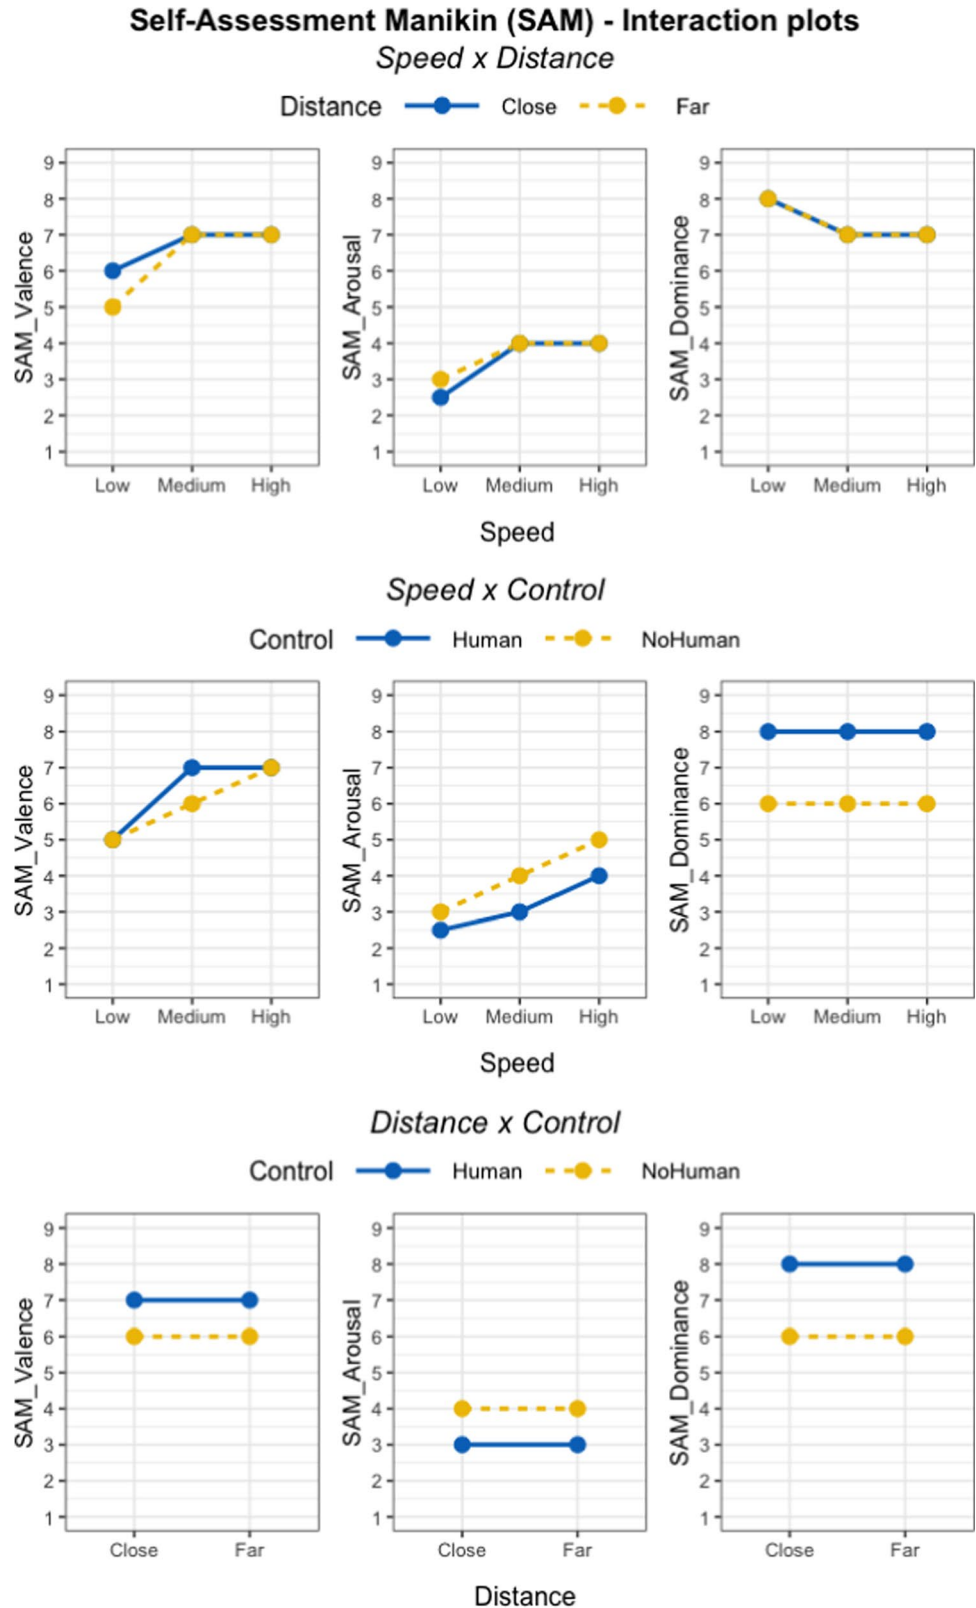 Self-Assessment Manikin (SAM) - Interaction plots
Speed x Distance
Distance Close Far
SAM_Valence
9
8
7
6
5
4
3
2
1
Low Medium High
SAM_Arousal
9
8
7
6
5
4
3
2
1
Low Medium High
SAM_Dominance
9
8
7
6
5
4
3
2
1
Low Medium High
Speed
Speed x Control
Control Human NoHuman
SAM_Valence
9
8
7
6
5
4
3
2
1
Low Medium High
SAM_Arousal
9
8
7
6
5
4
3
2
1
Low Medium High
SAM_Dominance
9
8
7
6
5
4
3
2
1
Low Medium High
Speed
Distance x Control
Control Human NoHuman
SAM_Valence
9
8
7
6
5
4
3
2
1
Close Far
SAM_Arousal
9
8
7
6
5
4
3
2
1
Close Far
SAM_Dominance
9
8
7
6
5
4
3
2
1
Close Far
Distance